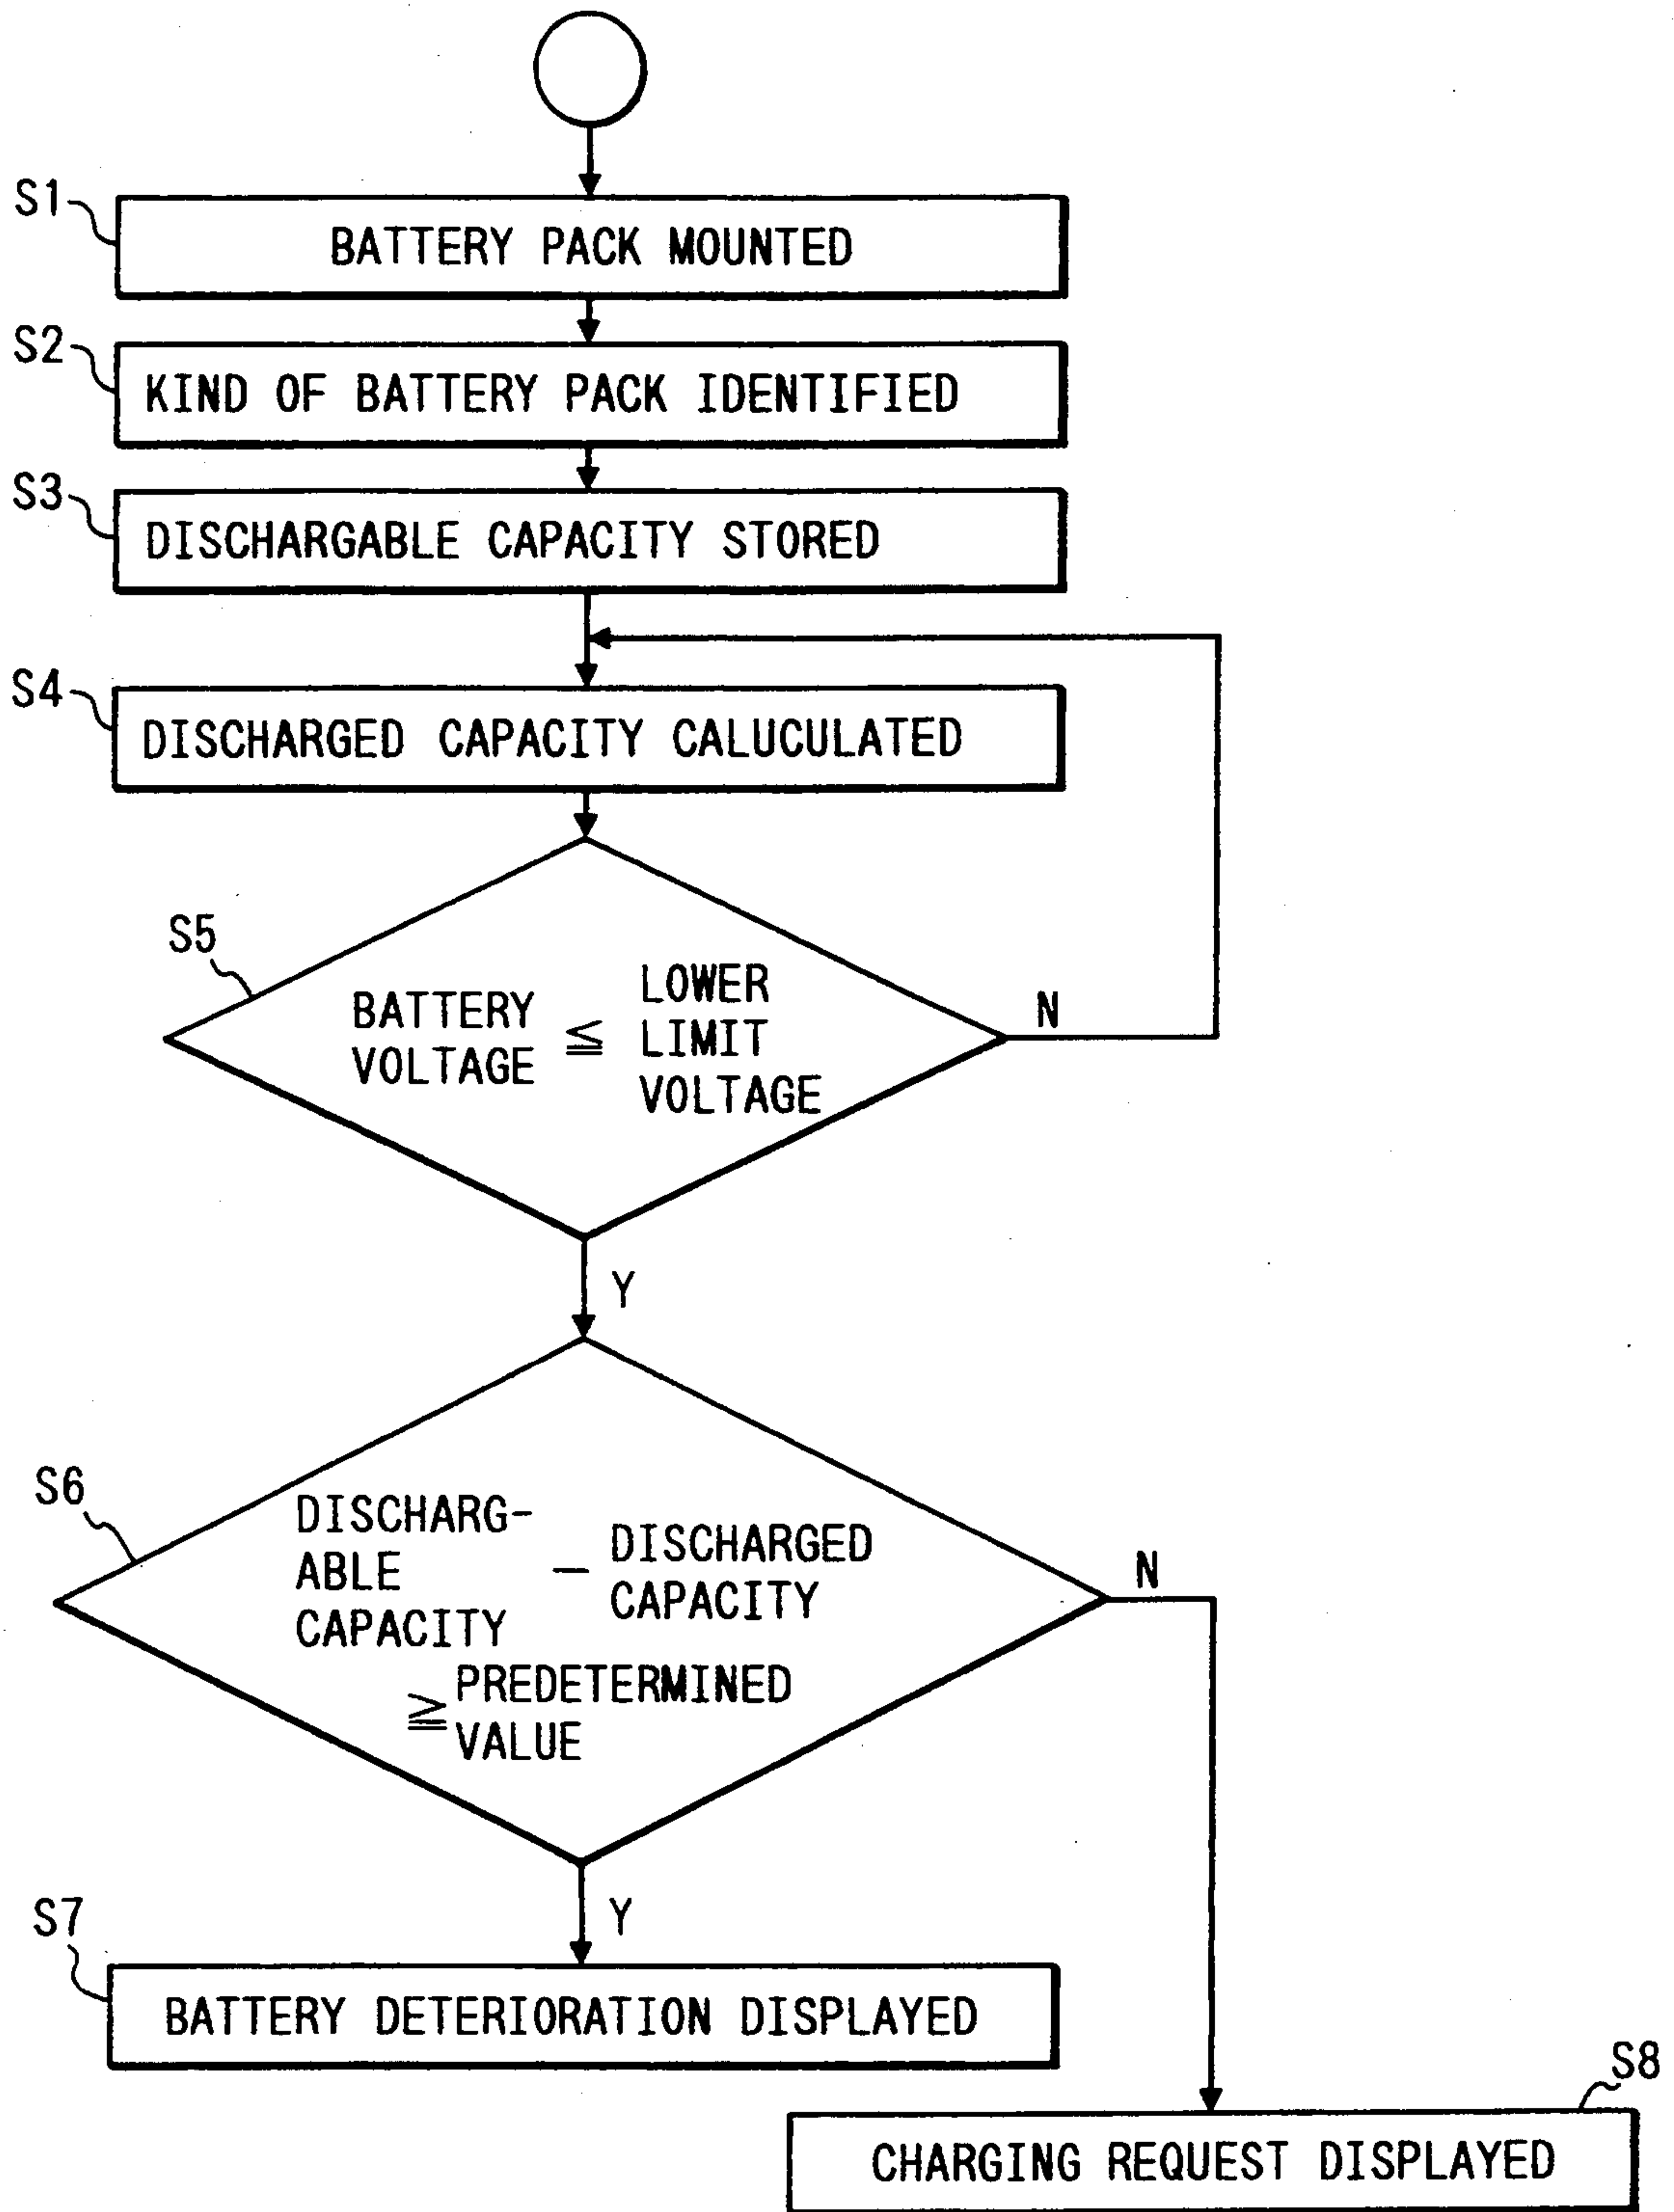 S1
BATTERY PACK MOUNTED
S2
KIND OF BATTERY PACK IDENTIFIED
S3
DISCHARGABLE CAPACITY STORED
S4
DISCHARGED CAPACITY CALUCULATED
S5
BATTERY VOLTAGE
≦
LOWER
LIMIT
VOLTAGE
N
Y
S6
DISCHARG-
ABLE
CAPACITY
—
DISCHARGED
CAPACITY
≧
PREDETERMINED
VALUE
N
Y
S7
BATTERY DETERIORATION DISPLAYED
S8
CHARGING REQUEST DISPLAYED